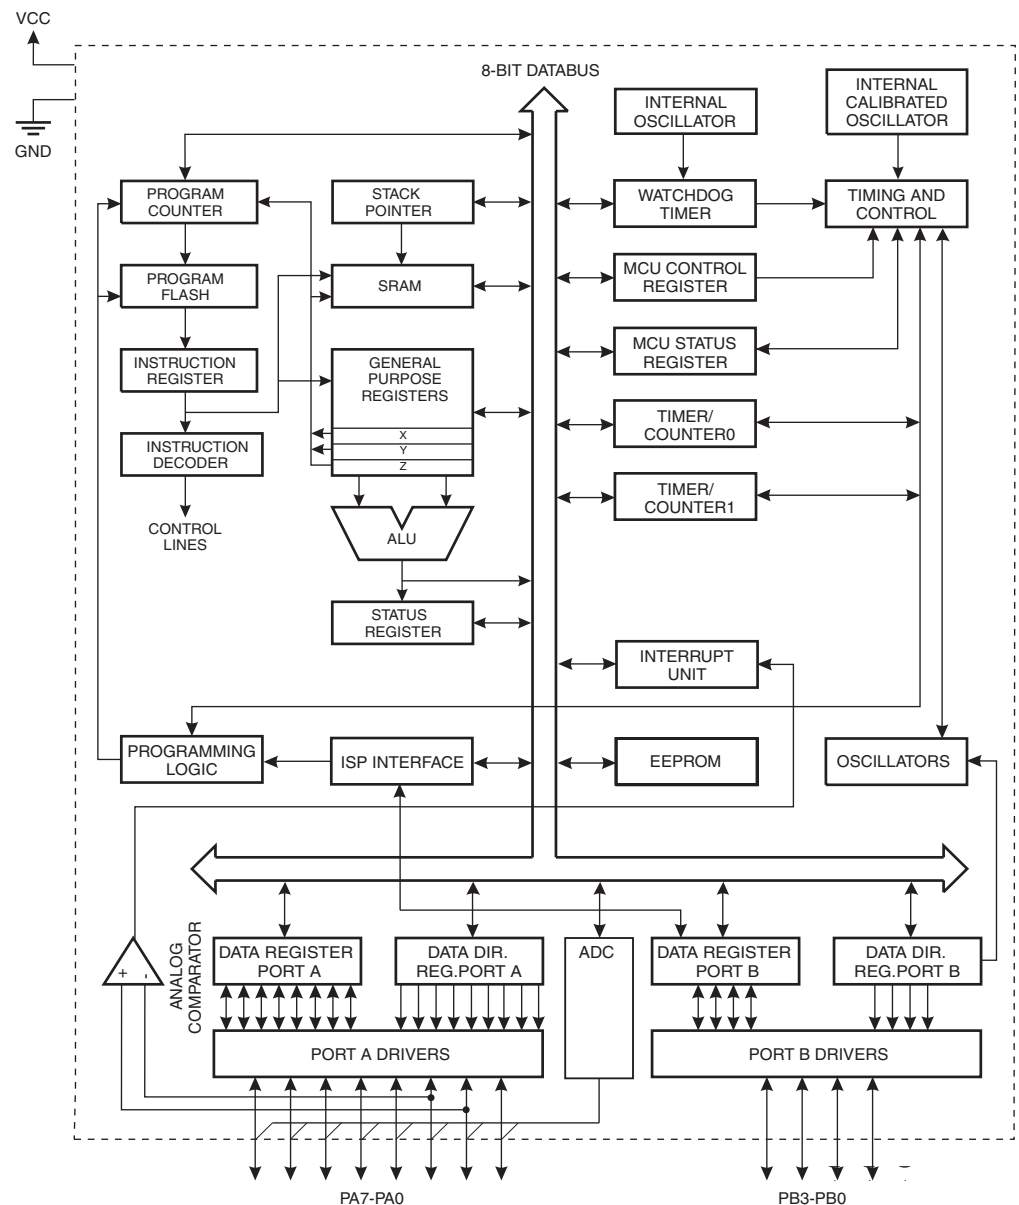 VCC
GND
8-BIT DATABUS
INTERNAL
OSCILLATOR
INTERNAL
CALIBRATED
OSCILLATOR
PROGRAM
COUNTER
STACK
POINTER
WATCHDOG
TIMER
TIMING AND
CONTROL
PROGRAM
FLASH
SRAM
MCU CONTROL
REGISTER
INSTRUCTION
REGISTER
GENERAL
PURPOSE
REGISTERS
X
Y
Z
MCU STATUS
REGISTER
INSTRUCTION
DECODER
TIMER/
COUNTER0
CONTROL
LINES
ALU
TIMER/
COUNTER1
STATUS
REGISTER
INTERRUPT
UNIT
PROGRAMMING
LOGIC
ISP INTERFACE
EEPROM
OSCILLATORS
ANALOG
COMPARATOR
+
-
DATA REGISTER
PORT A
DATA DIR.
REG.PORT A
ADC
DATA REGISTER
PORT B
DATA DIR.
REG.PORT B
PORT A DRIVERS
PORT B DRIVERS
PA7-PA0
PB3-PB0